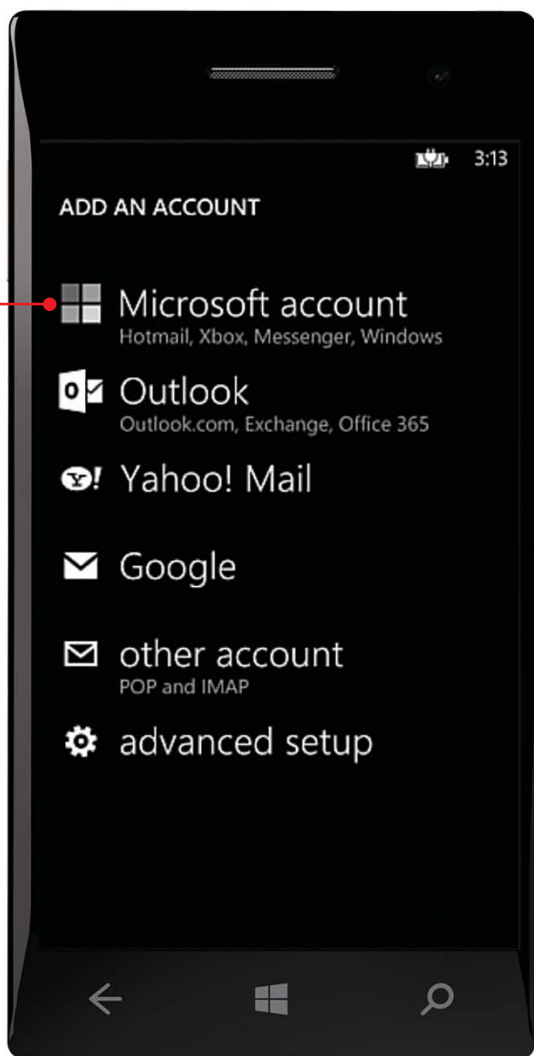 3:13
ADD AN ACCOUNT
Microsoft account
Hotmail, Xbox, Messenger, Windows
Outlook
Outlook.com, Exchange, Office 365
Yahoo! Mail
Google
other account
POP and IMAP
advanced setup